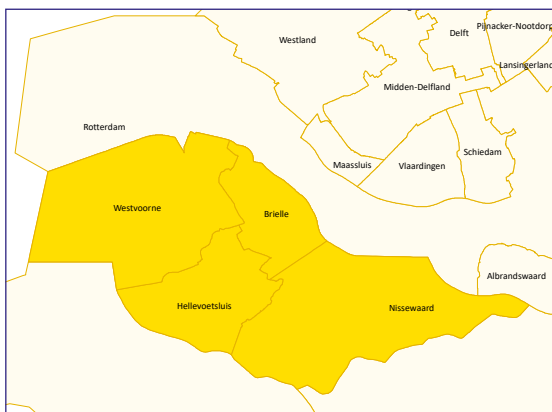 Pijnacker-Nootdorp
Westland
Delft
Lansingerland
Midden-Delfland
Rotterdam
Schiedam
Maassluis
Vlaardingen
Westvoorne
Brielle
Albrandswaard
Hellevoetsluis
Nissewaard